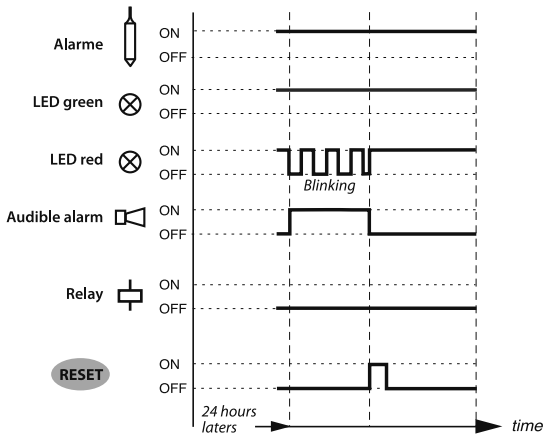 Alarme ON
OFF
LED green ON
OFF
LED red ON
OFF
Blinking
Audible alarm ON
OFF
Relay ON
OFF
RESET ON
OFF
24 hours
laters
time